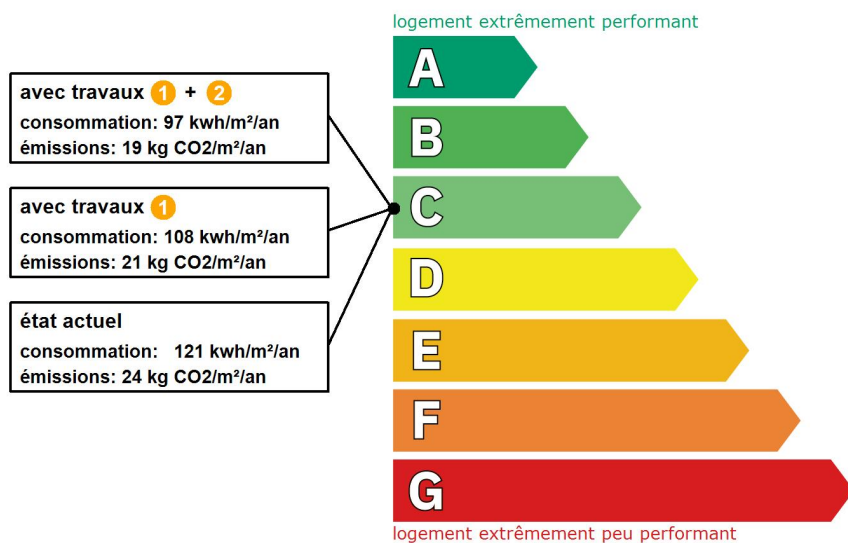 logement extrêmement performant
avec travaux 1 + 2
consommation: 97 kwh/m²/an
émissions: 19 kg CO2/m²/an
avec travaux 1
consommation: 108 kwh/m²/an
émissions: 21 kg CO2/m²/an
état actuel
consommation: 121 kwh/m²/an
émissions: 24 kg CO2/m²/an
A
B
C
D
E
F
G
logement extrêmement peu performant